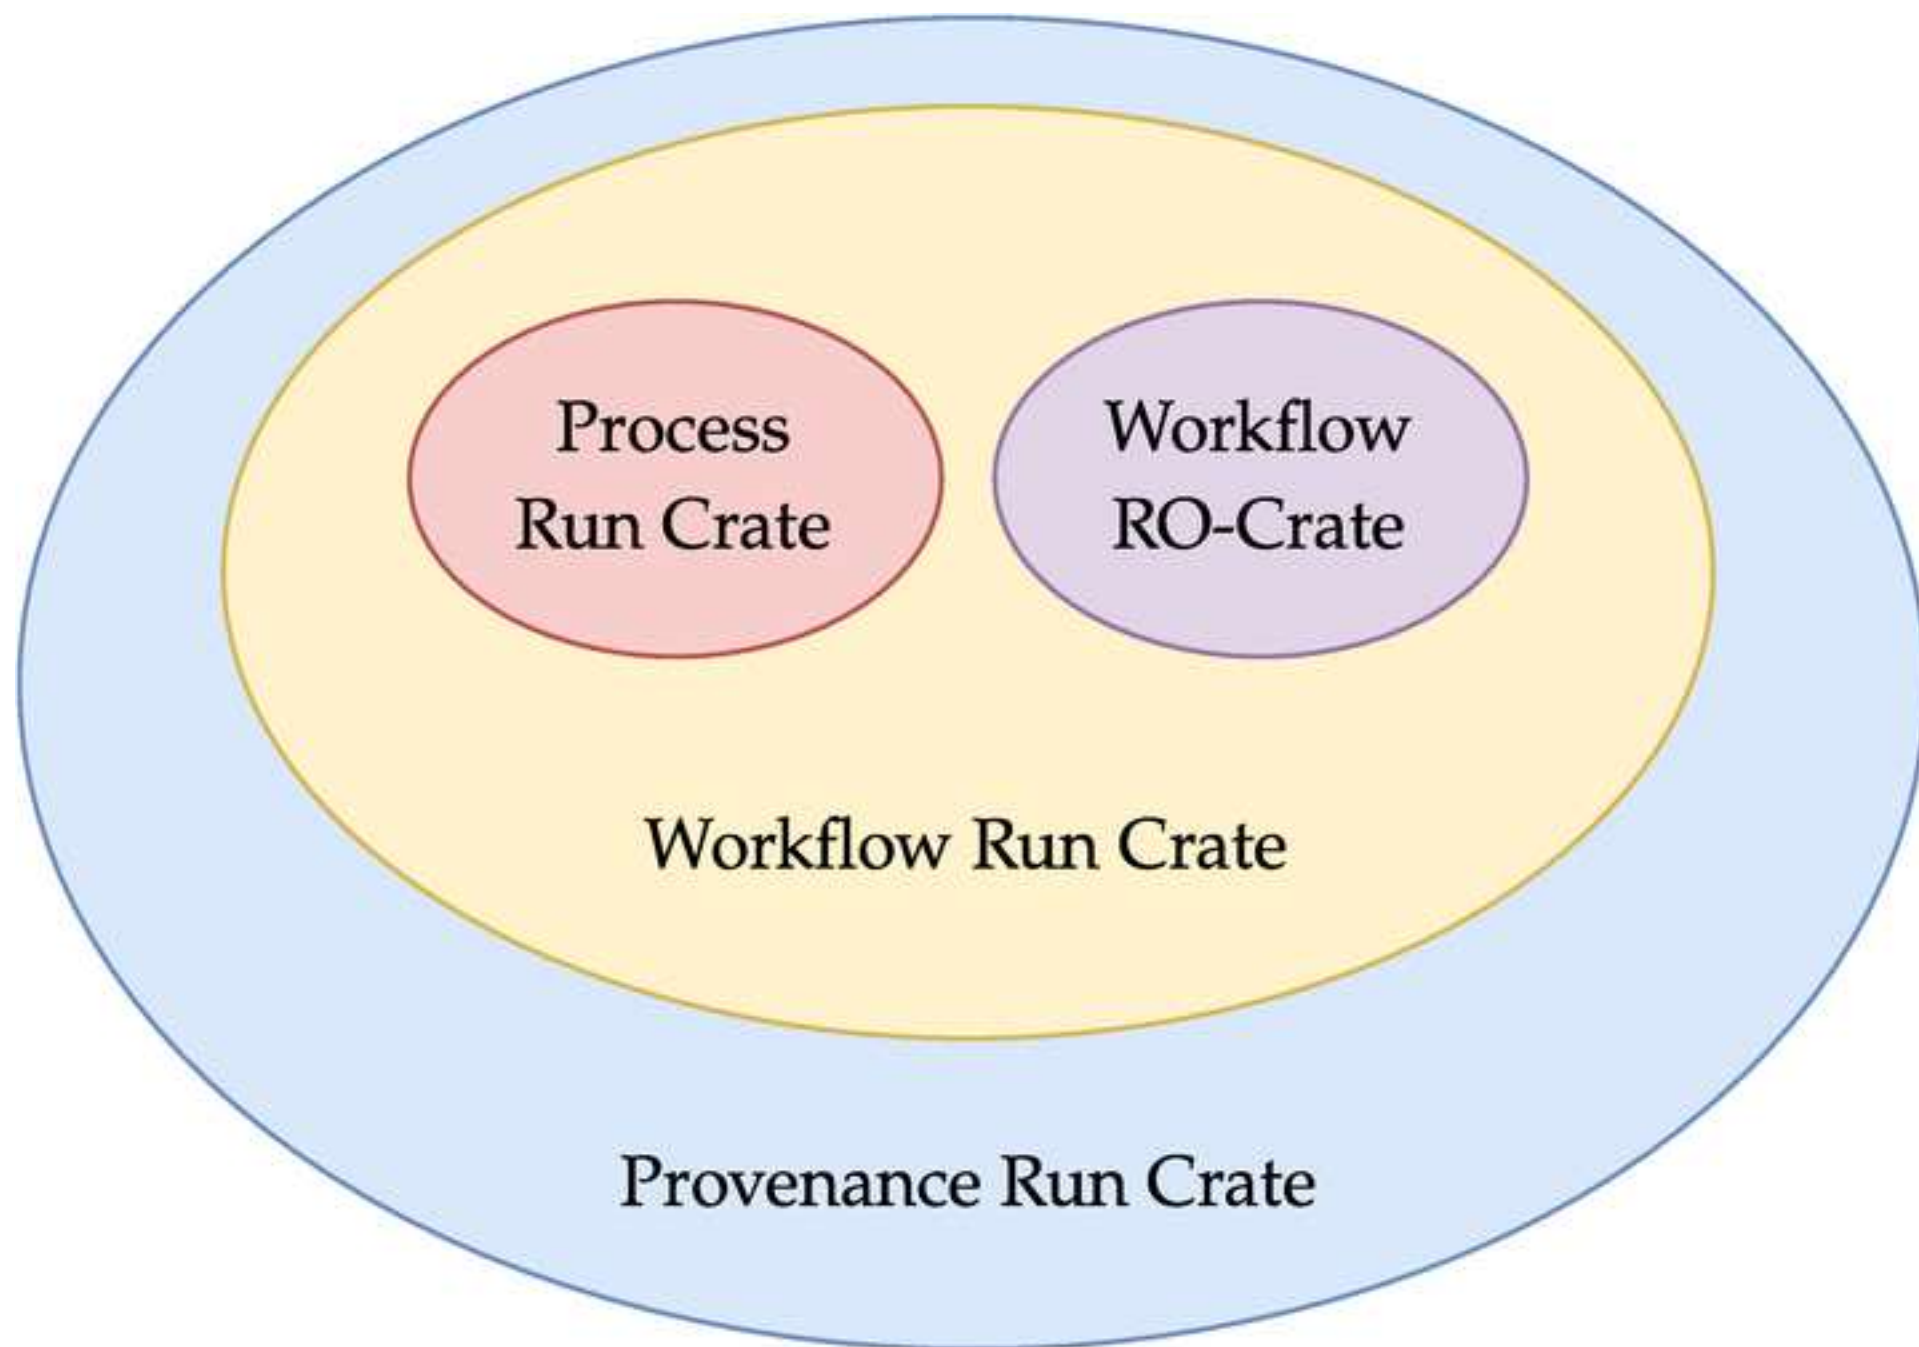 Process
Run Crate
Workflow
RO-Crate
Workflow Run Crate
Provenance Run Crate